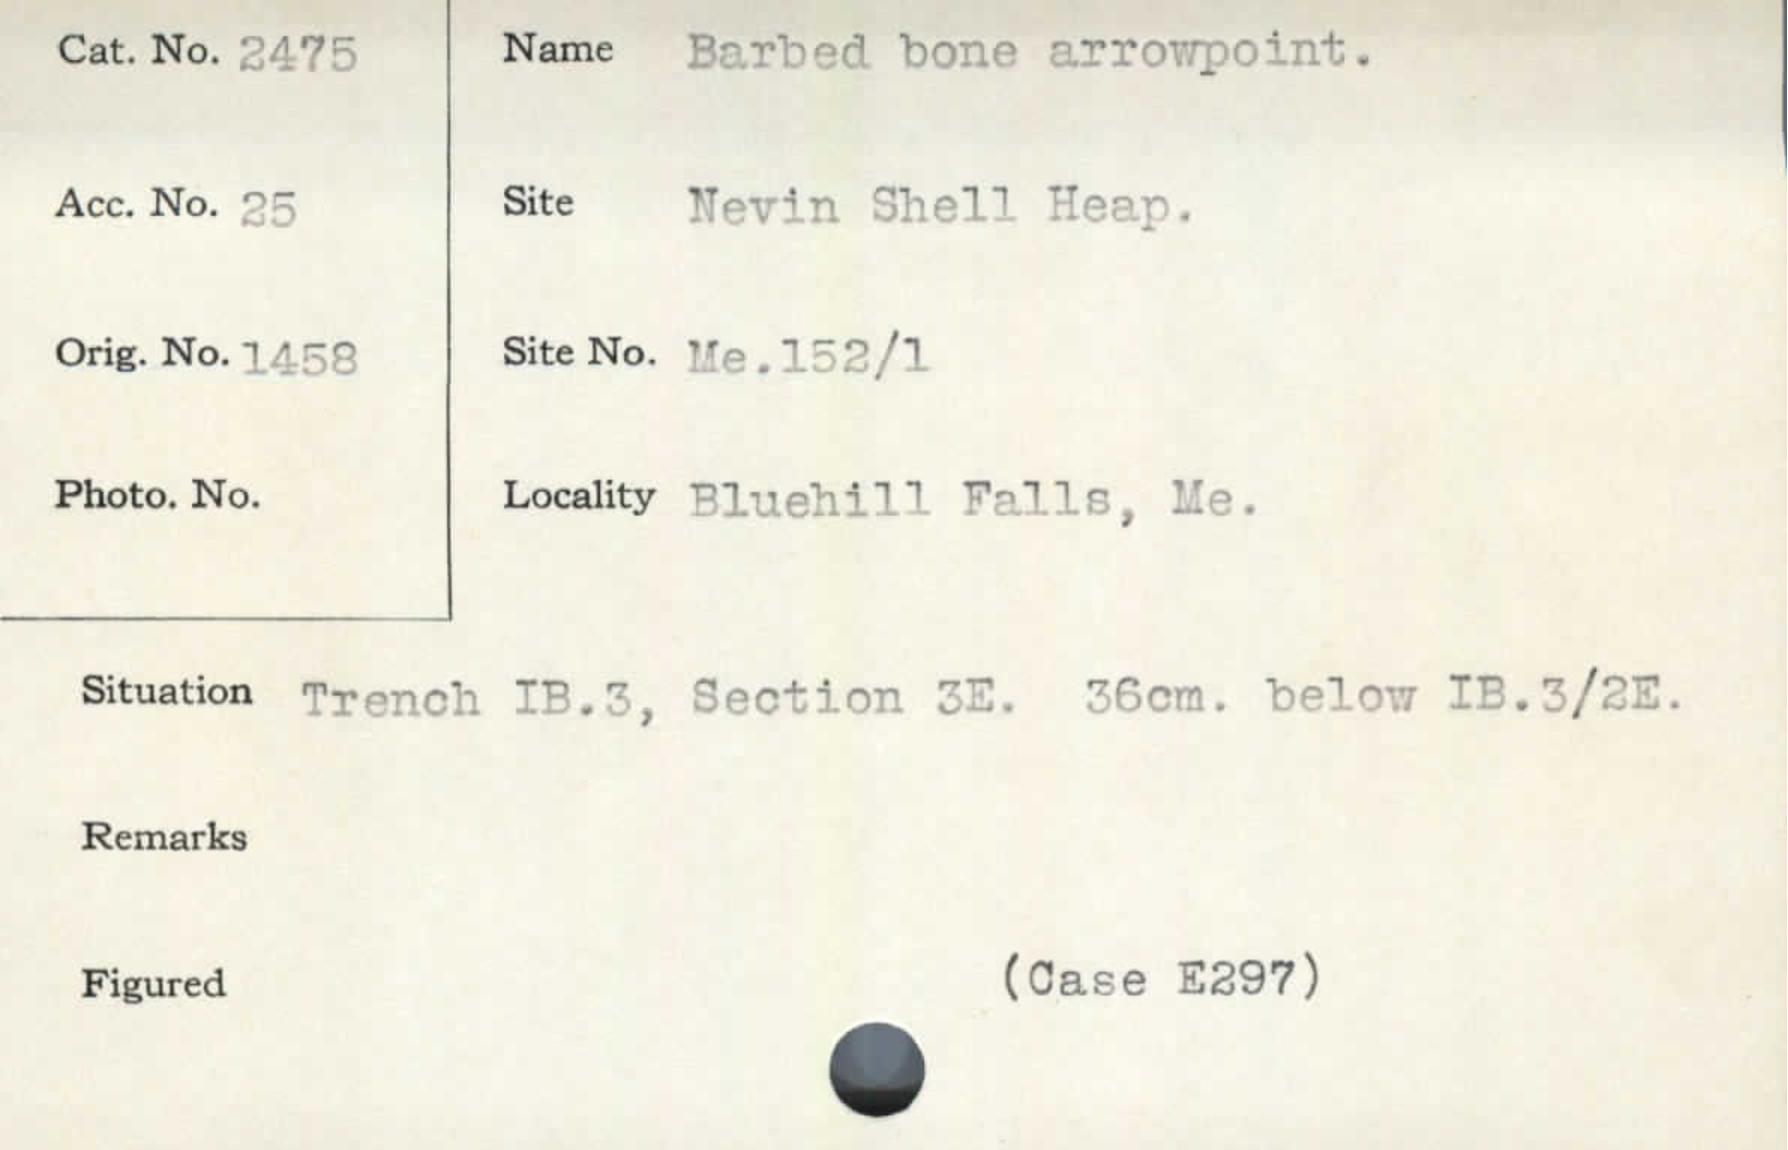 Cat. No. 2475
Name Barbed bone arrowpoint.
Acc. No. 25
Site Nevin Shell Heap.
Orig. No. 1458
Site No. Me.152/1
Photo. No.
Locality Bluehill Falls, Me.
Situation Trench IB.3, Section 3E. 36cm. below IB.3/2E.
Remarks
Figured
(Case E297)